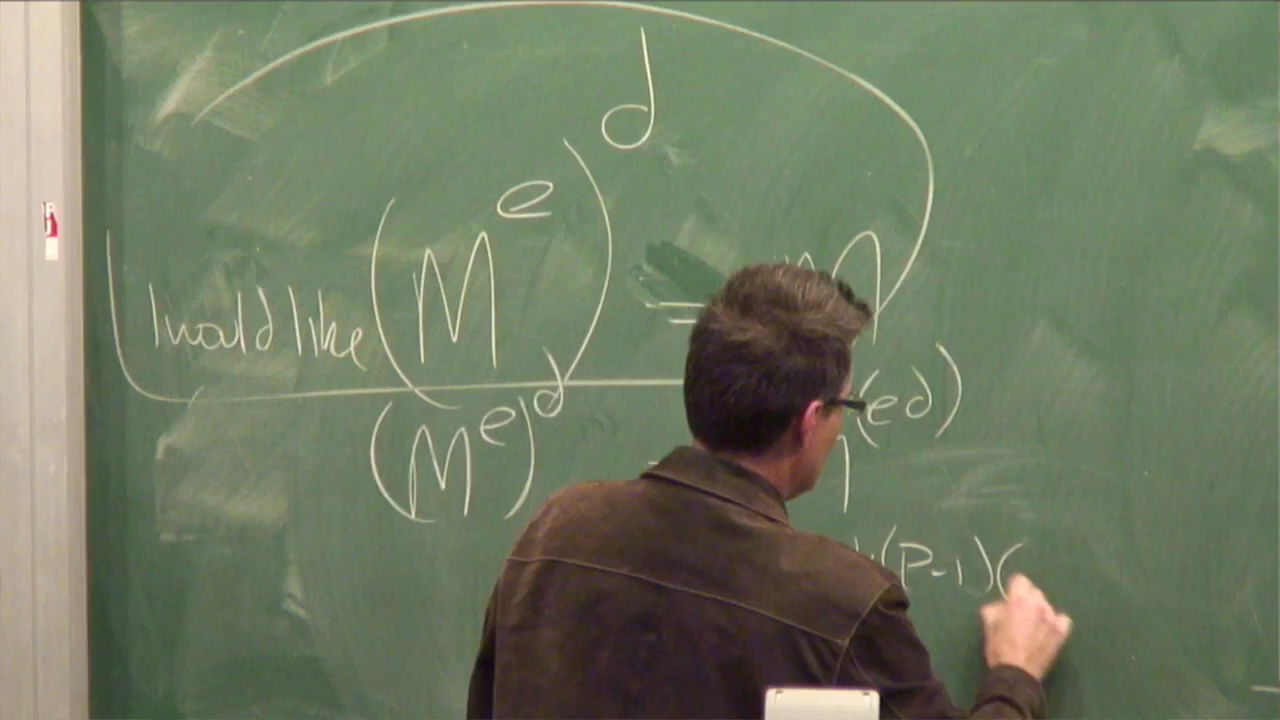 I would like (M^e)^d = M
(M^e)^d = M^(ed)
(P-1)(